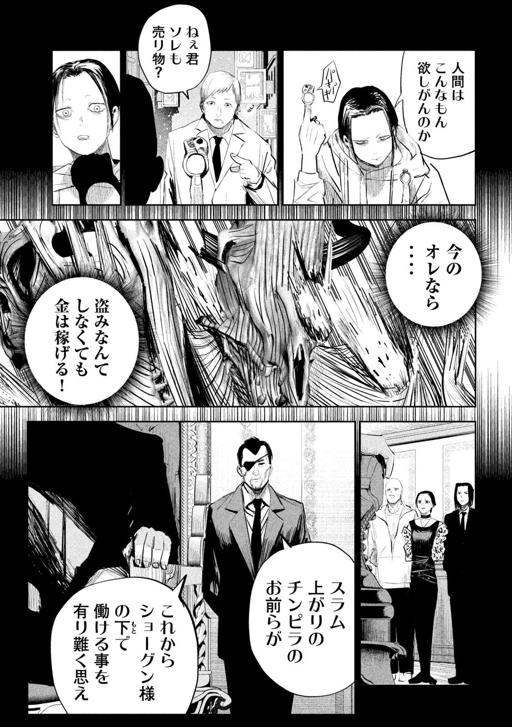 人間は
こんなもん
欲しがんのか
ねぇ君
ソレも
売り物？
今の
オレなら
・・・・
盗みなんて
しなくても
金は稼げる！
スラム
上がりの
チンピラの
お前らが
これから
ショーグン様
の下で
もと
働ける事を
有り難く思え